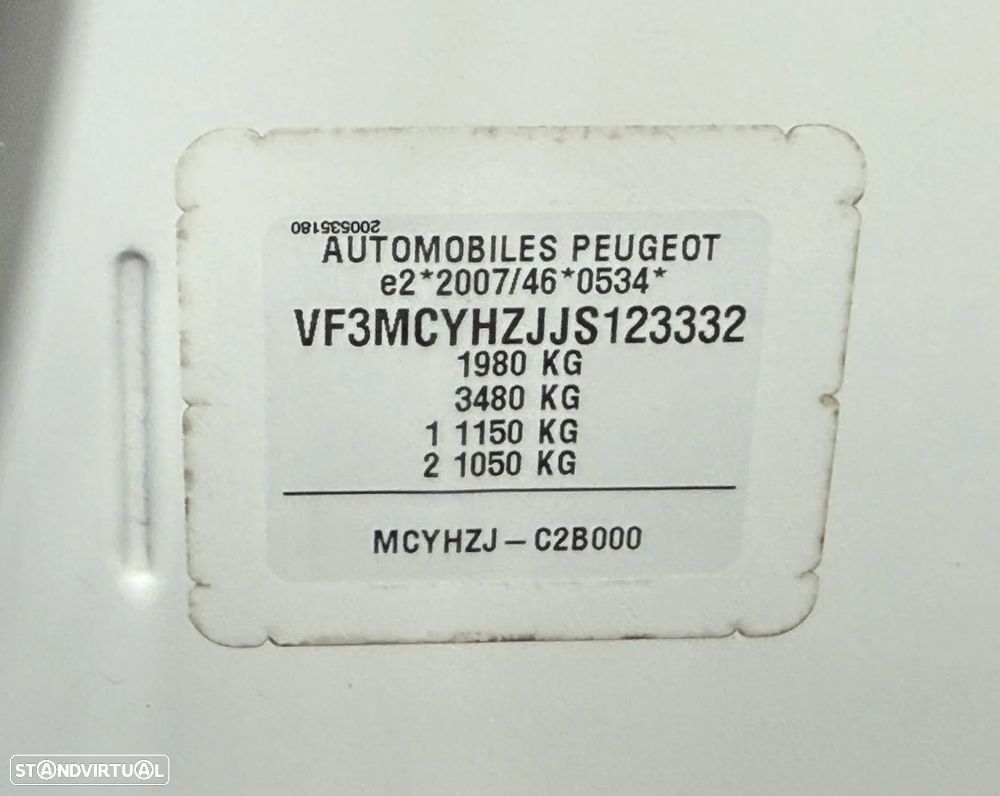 200535180
AUTOMOBILES PEUGEOT
e2*2007/46*0534*
VF3MCYHZJJS123332
1980 KG
3480 KG
1 1150 KG
2 1050 KG
MCYHZJ – C2B000
STANDVIRTUAL